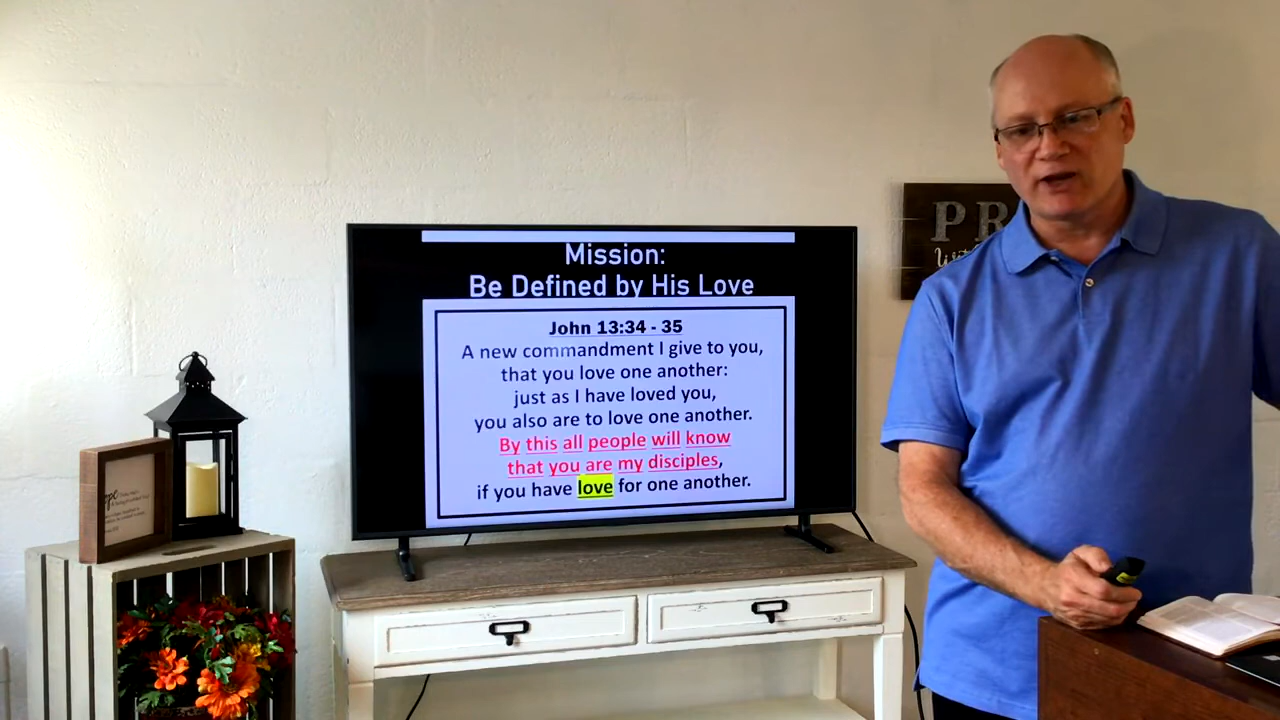 Mission:
Be Defined by His Love
John 13:34 - 35
A new commandment I give to you,
that you love one another:
just as I have loved you,
you also are to love one another.
By this all people will know
that you are my disciples,
if you have love for one another.
PR